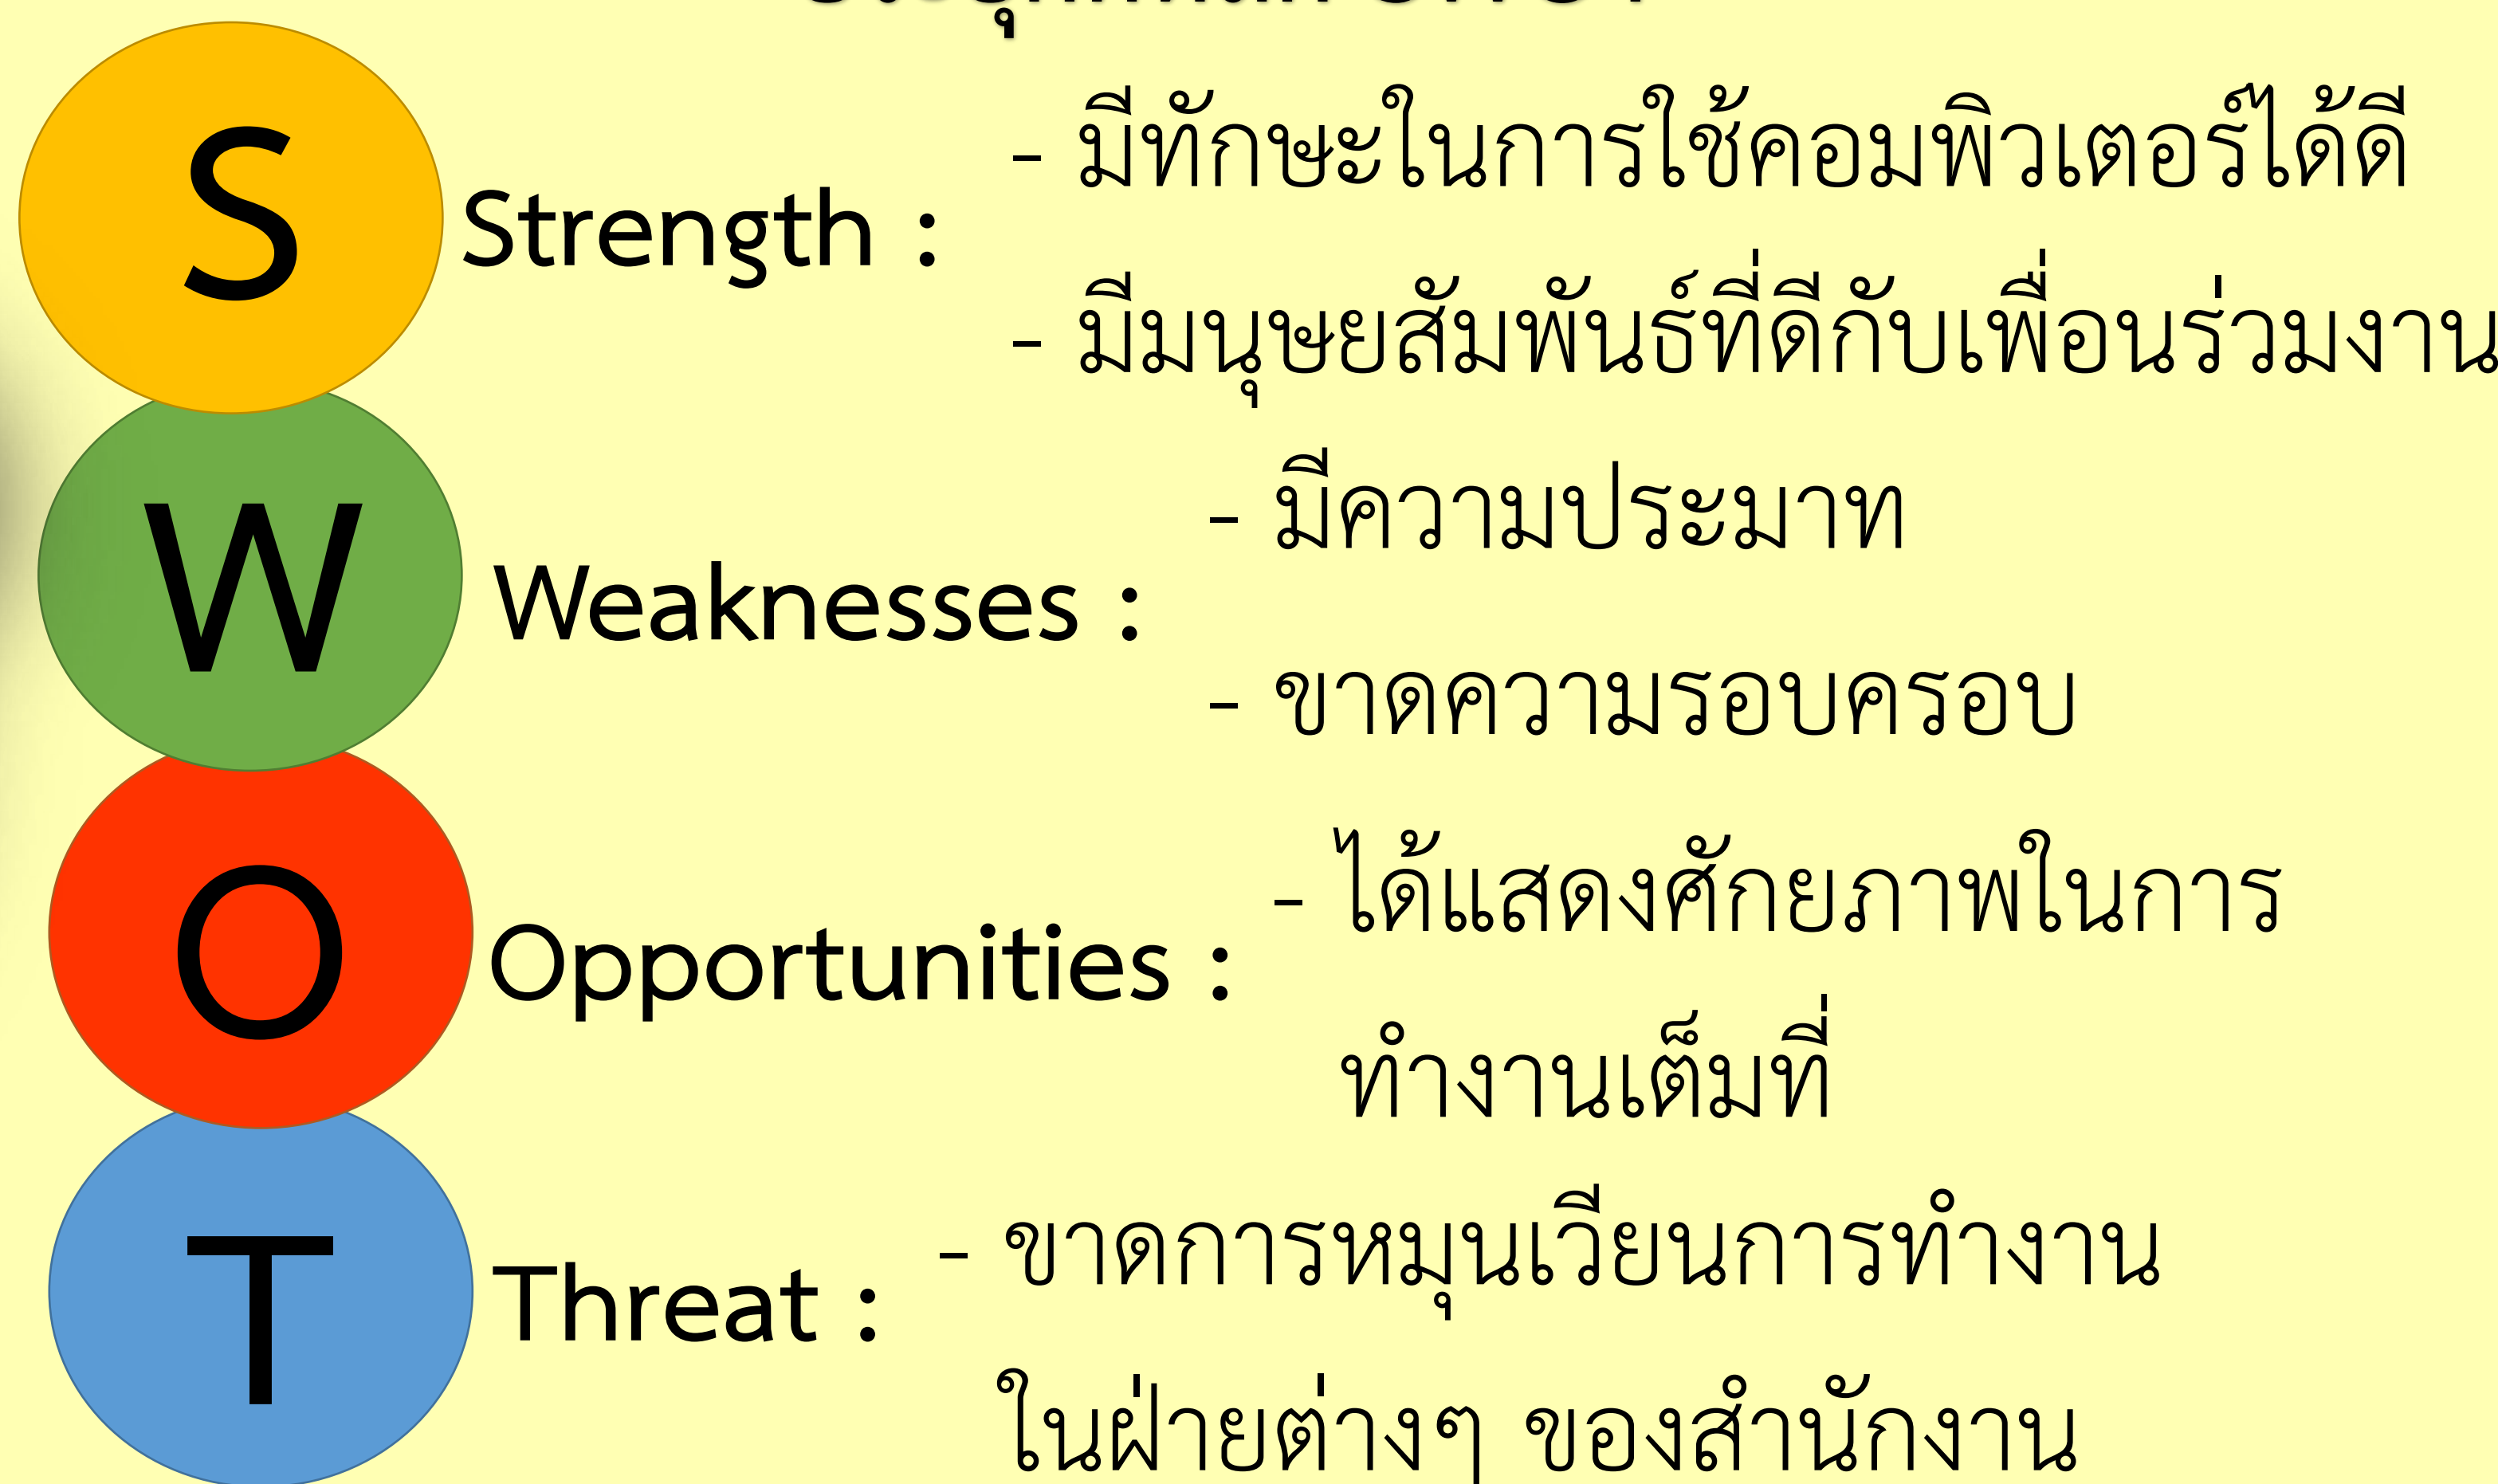 S
Strength :
- มีทักษะในการใช้คอมพิวเตอร์ได้ดี
- มีมนุษยสัมพันธ์ที่ดีกับเพื่อนร่วมงาน
W
Weaknesses :
- มีความประมาท
- ขาดความรอบครอบ
O
Opportunities :
- ได้แสดงศักยภาพในการ
ทำงานเต็มที่
T
Threat :
- ขาดการหมุนเวียนการทำงาน
ในฝ่ายต่างๆ ของสำนักงาน